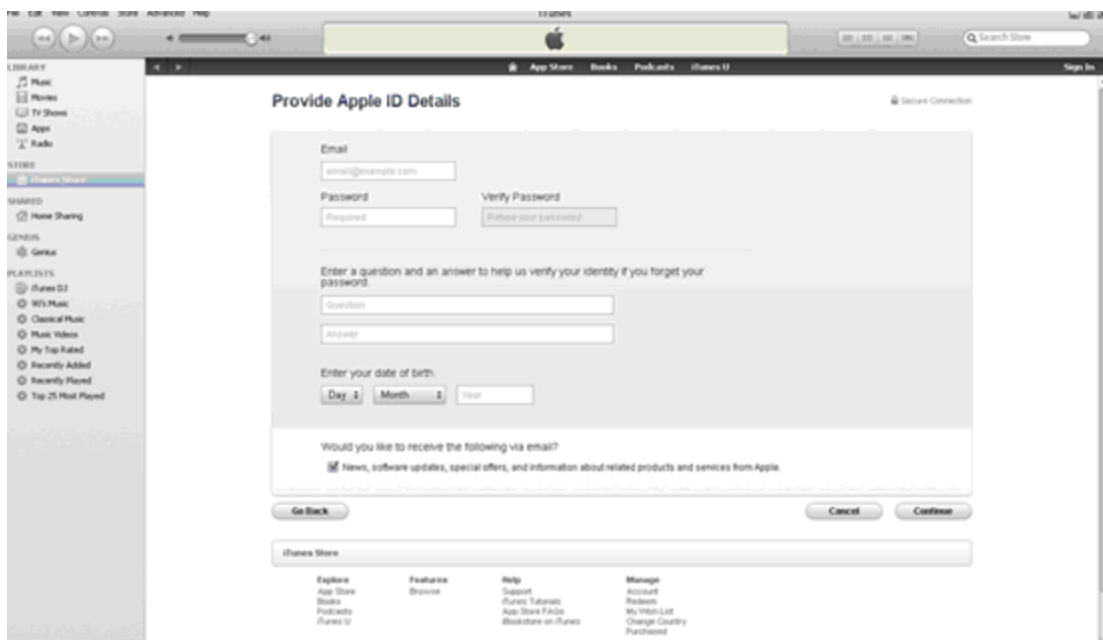 File Edit View Controls Store Advanced Help
iTunes
Search Store
LIBRARY
Music
Movies
TV Shows
Apps
Radio
STORE
iTunes Store
SHARED
Home Sharing
GENIUS
Genius
PLAYLISTS
iTunes DJ
90's Music
Classical Music
Music Videos
My Top Rated
Recently Added
Recently Played
Top 25 Most Played
App Store Books Podcasts iTunes U Sign In
Provide Apple ID Details
Secure Connection
Email
email@example.com
Password Verify Password
Required Retype your password
Enter a question and an answer to help us verify your identity if you forget your
password.
Question
Answer
Enter your date of birth.
Day Month Year
Would you like to receive the following via email?
News, software updates, special offers, and information about related products and services from Apple.
Go Back Cancel Continue
iTunes Store
Explore Features Help Manage
App Store Browse Support Account
Books iTunes Tutorials Redeem
Podcasts App Store FAQs My Wish List
iTunes U iBookstore on iTunes Change Country
Purchased